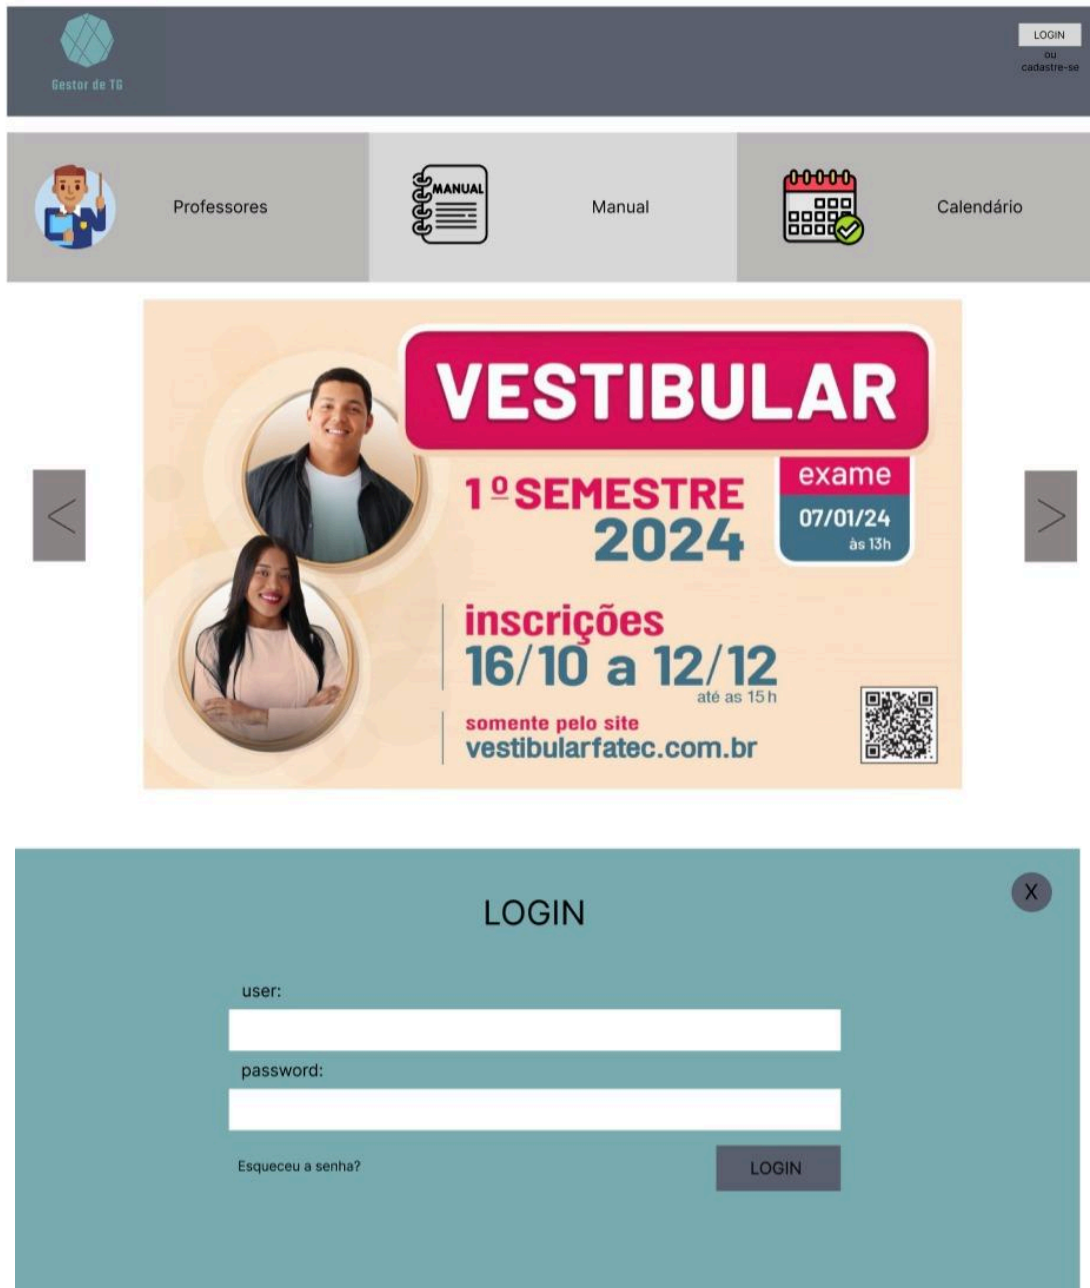 Gestor de TG
LOGIN
ou
cadastre-se
Professores
MANUAL
Manual
Calendário
VESTIBULAR
1º SEMESTRE
2024
exame
07/01/24
às 13h
<
>
inscrições
16/10 a 12/12
até as 15h
somente pelo site
vestibularfatec.com.br
LOGIN
X
user:
password:
Esqueceu a senha?
LOGIN